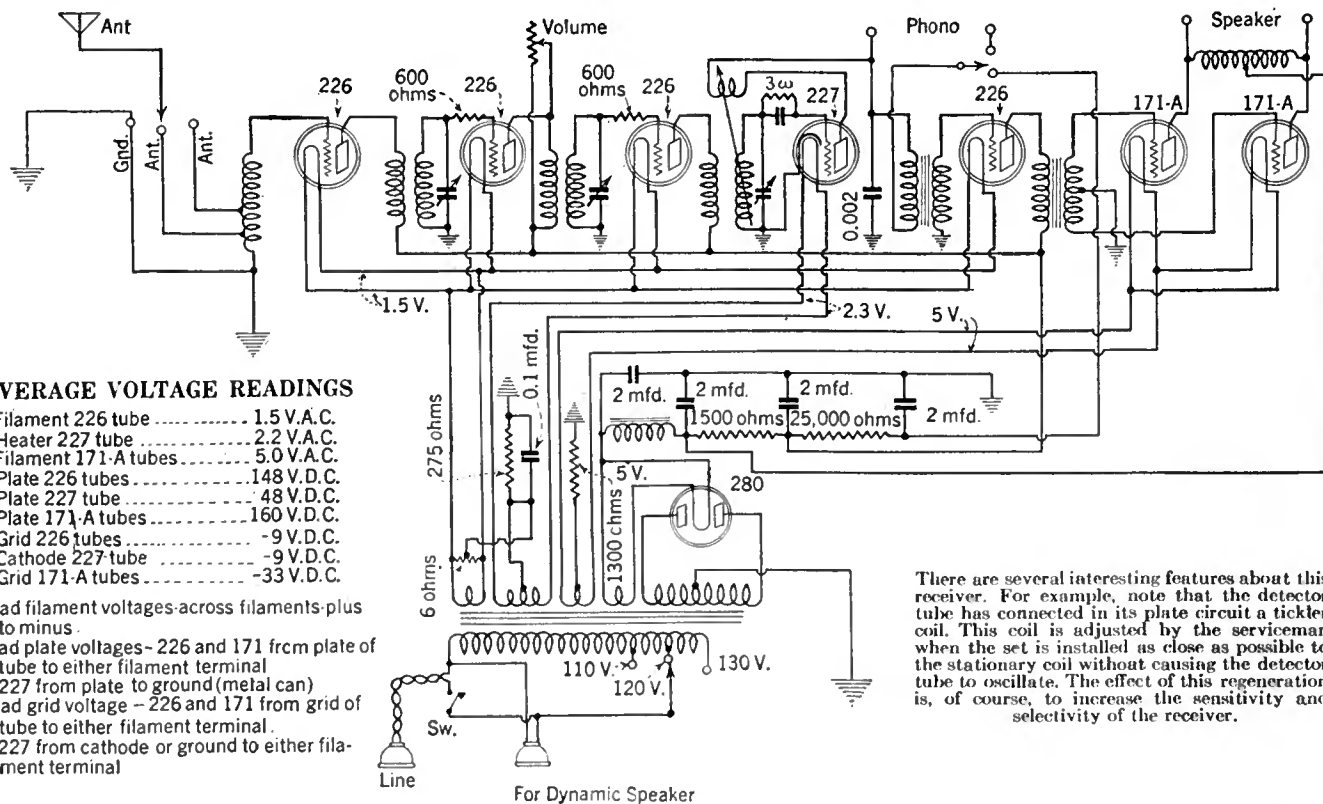 Ant
Volume
Phono
Speaker
226
600
ohms
226
600
ohms
226
3ω
227
226
171-A
171-A
Gnd.
Ant.
Ant.
0.002
1.5 V.
2.3 V.
5 V.
VERAGE VOLTAGE READINGS
Filament 226 tube ........... 1.5 V.A.C.
Heater 227 tube ............. 2.2 V.A.C.
Filament 171-A tubes ....... 5.0 V.A.C.
Plate 226 tubes ............. 148 V.D.C.
Plate 227 tube .............. 48 V.D.C.
Plate 171-A tubes .......... 160 V.D.C.
Grid 226 tubes .............. -9 V.D.C.
Cathode 227 tube ........... -9 V.D.C.
Grid 171-A tubes ........... -33 V.D.C.
ad filament voltages-across filaments-plus
to minus.
ad plate voltages-226 and 171 from plate of
tube to either filament terminal
227 from plate to ground (metal can)
ad grid voltage - 226 and 171 from grid of
tube to either filament terminal.
227 from cathode or ground to either fila-
ment terminal
275 ohms
0.1 mfd.
6 ohms
1300 ohms
5 V.
2 mfd.
2 mfd.
2 mfd.
2 mfd.
1500 ohms
25,000 ohms
280
110 V.
120 V.
130 V.
Sw.
Line
For Dynamic Speaker
There are several interesting features about this
receiver. For example, note that the detector
tube has connected in its plate circuit a tickler
coil. This coil is adjusted by the serviceman
when the set is installed as close as possible to
the stationary coil without causing the detector
tube to oscillate. The effect of this regeneration
is, of course, to increase the sensitivity and
selectivity of the receiver.